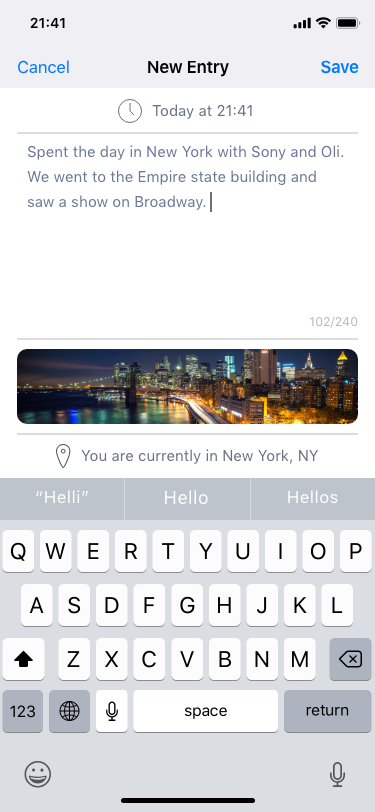 21:41
Cancel New Entry Save
Today at 21:41
Spent the day in New York with Sony and Oli.
We went to the Empire state building and
saw a show on Broadway.
102/240
You are currently in New York, NY
“Helli” Hello Hellos
Q W E R T Y U I O P
A S D F G H J K L
Z X C V B N M
123 space return